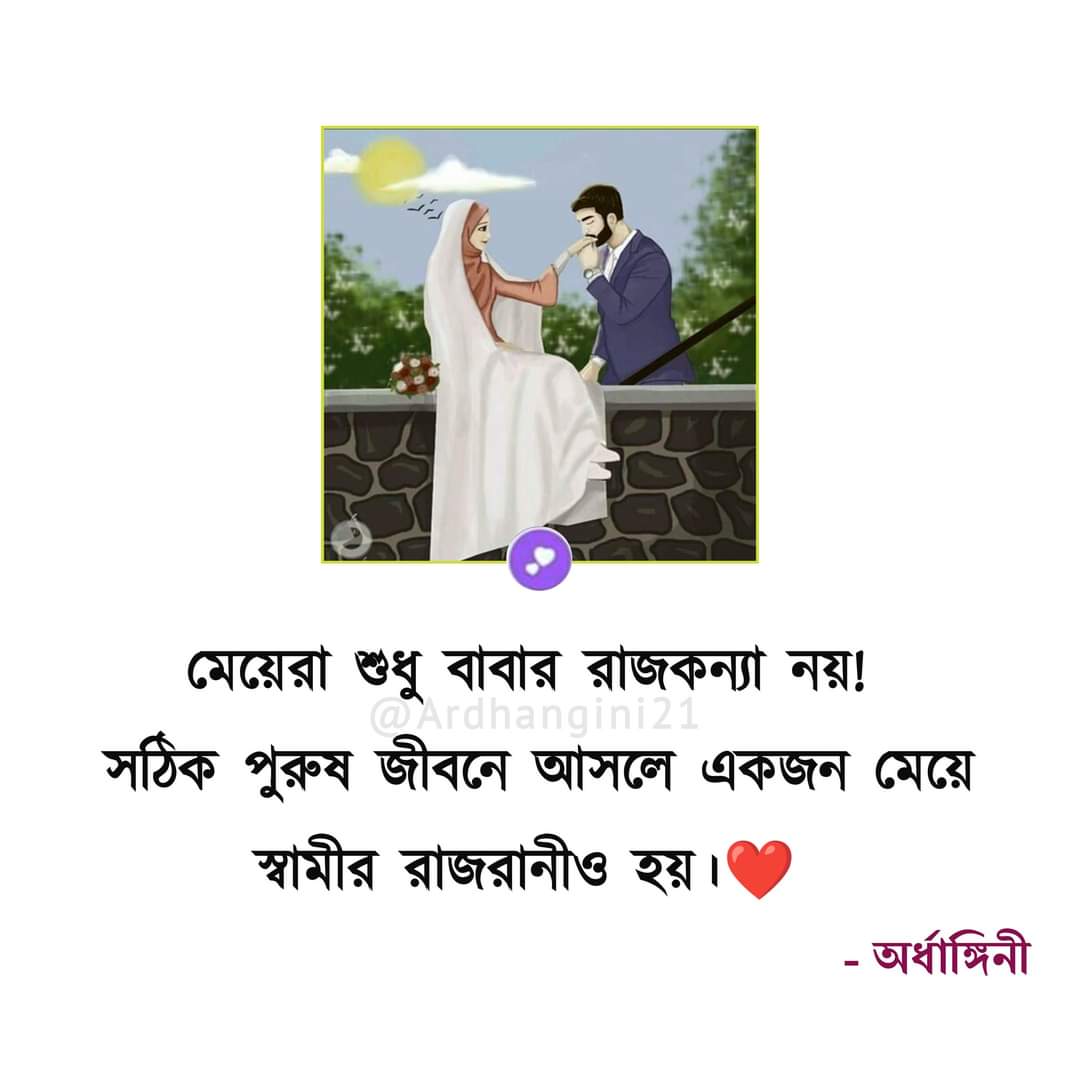 মেয়েরা শুধু বাবার রাজকন্যা নয়!
@Ardhangini21
সঠিক পুরুষ জীবনে আসলে একজন মেয়ে
স্বামীর রাজরানীও হয়।❤️
- অর্ধাঙ্গিনী